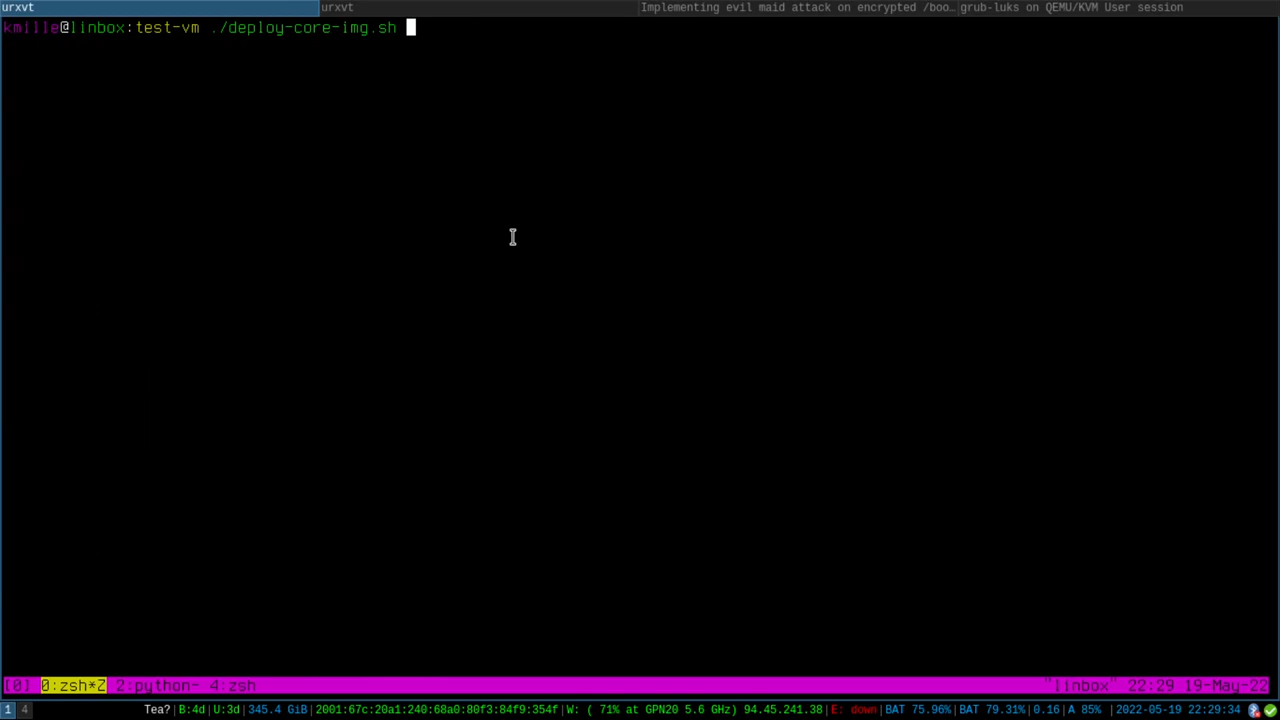 urxvt urxvt Implementing evil maid attack on encrypted /boo… grub-luks on QEMU/KVM User session
kmille@linbox:test-vm ./deploy-core-img.sh
[0] 0:zsh*Z 2:python- 4:zsh "linbox" 22:29 19-May-22
1 4 Tea?|B:4d|U:3d|345.4 GiB|2001:67c:20a1:240:68a0:80f3:84f9:354f|W: ( 71% at GPN20 5.6 GHz) 94.45.241.38|E: down|BAT 75.96%|BAT 79.31%|0.16|A 85% |2022-05-19 22:29:34